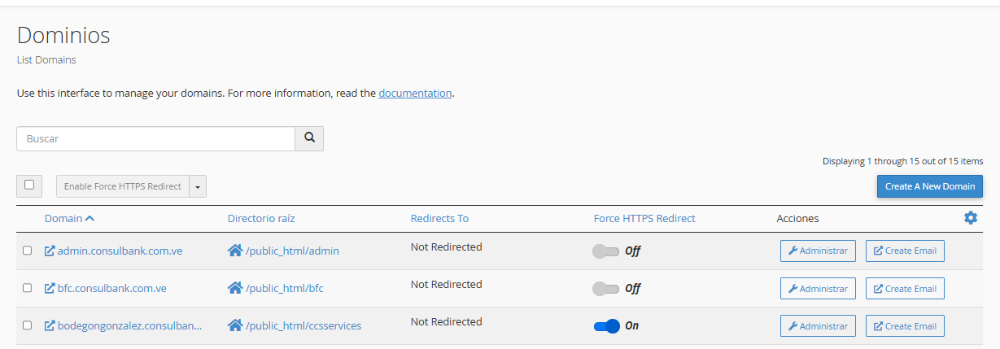 Dominios
List Domains
Use this interface to manage your domains. For more information, read the documentation.
Buscar
Displaying 1 through 15 out of 15 items
Enable Force HTTPS Redirect
Create A New Domain
Domain Directorio raíz Redirects To Force HTTPS Redirect Acciones
admin.consulbank.com.ve /public_html/admin Not Redirected Off Administrar Create Email
bfc.consulbank.com.ve /public_html/bfc Not Redirected Off Administrar Create Email
bodegongonzalez.consulban... /public_html/ccsservices Not Redirected On Administrar Create Email